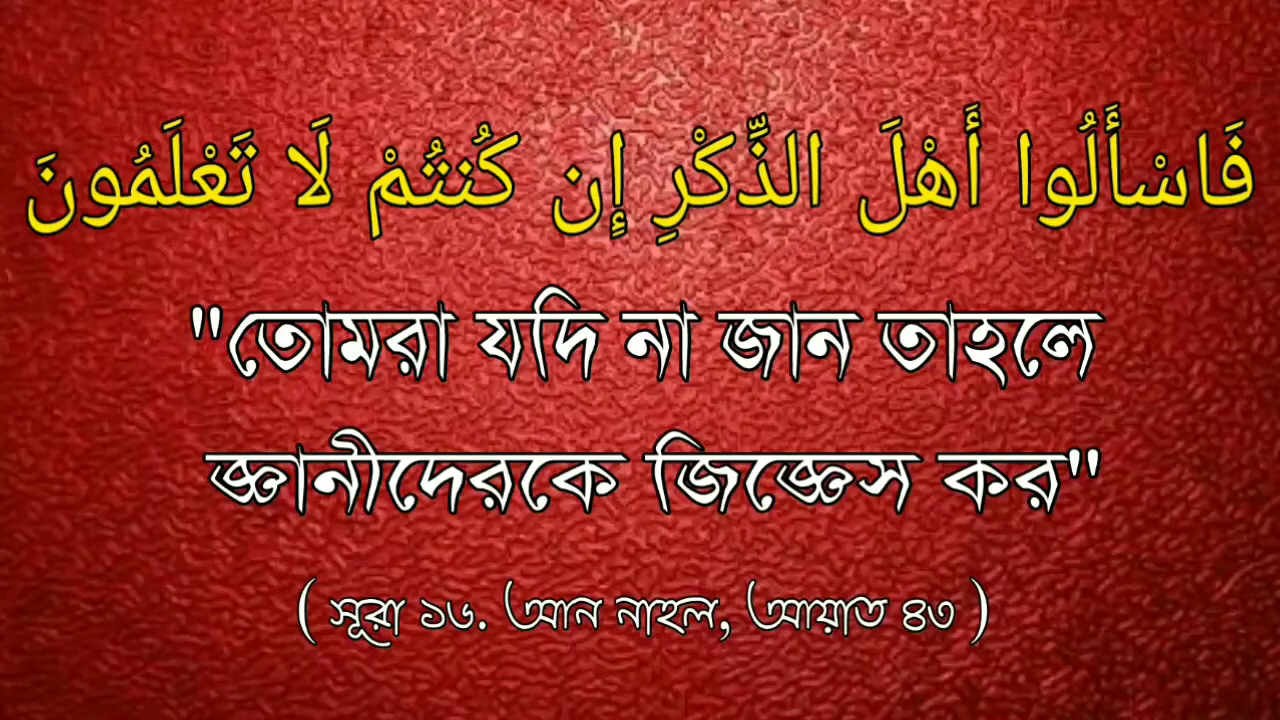 فَاسْأَلُوا أَهْلَ الذِّكْرِ إِن كُنتُمْ لَا تَعْلَمُونَ
"তোমরা যদি না জান তাহলে
জ্ঞানীদেরকে জিজ্ঞেস কর"
( সূরা ১৬. আন নাহল, আয়াত ৪৩ )